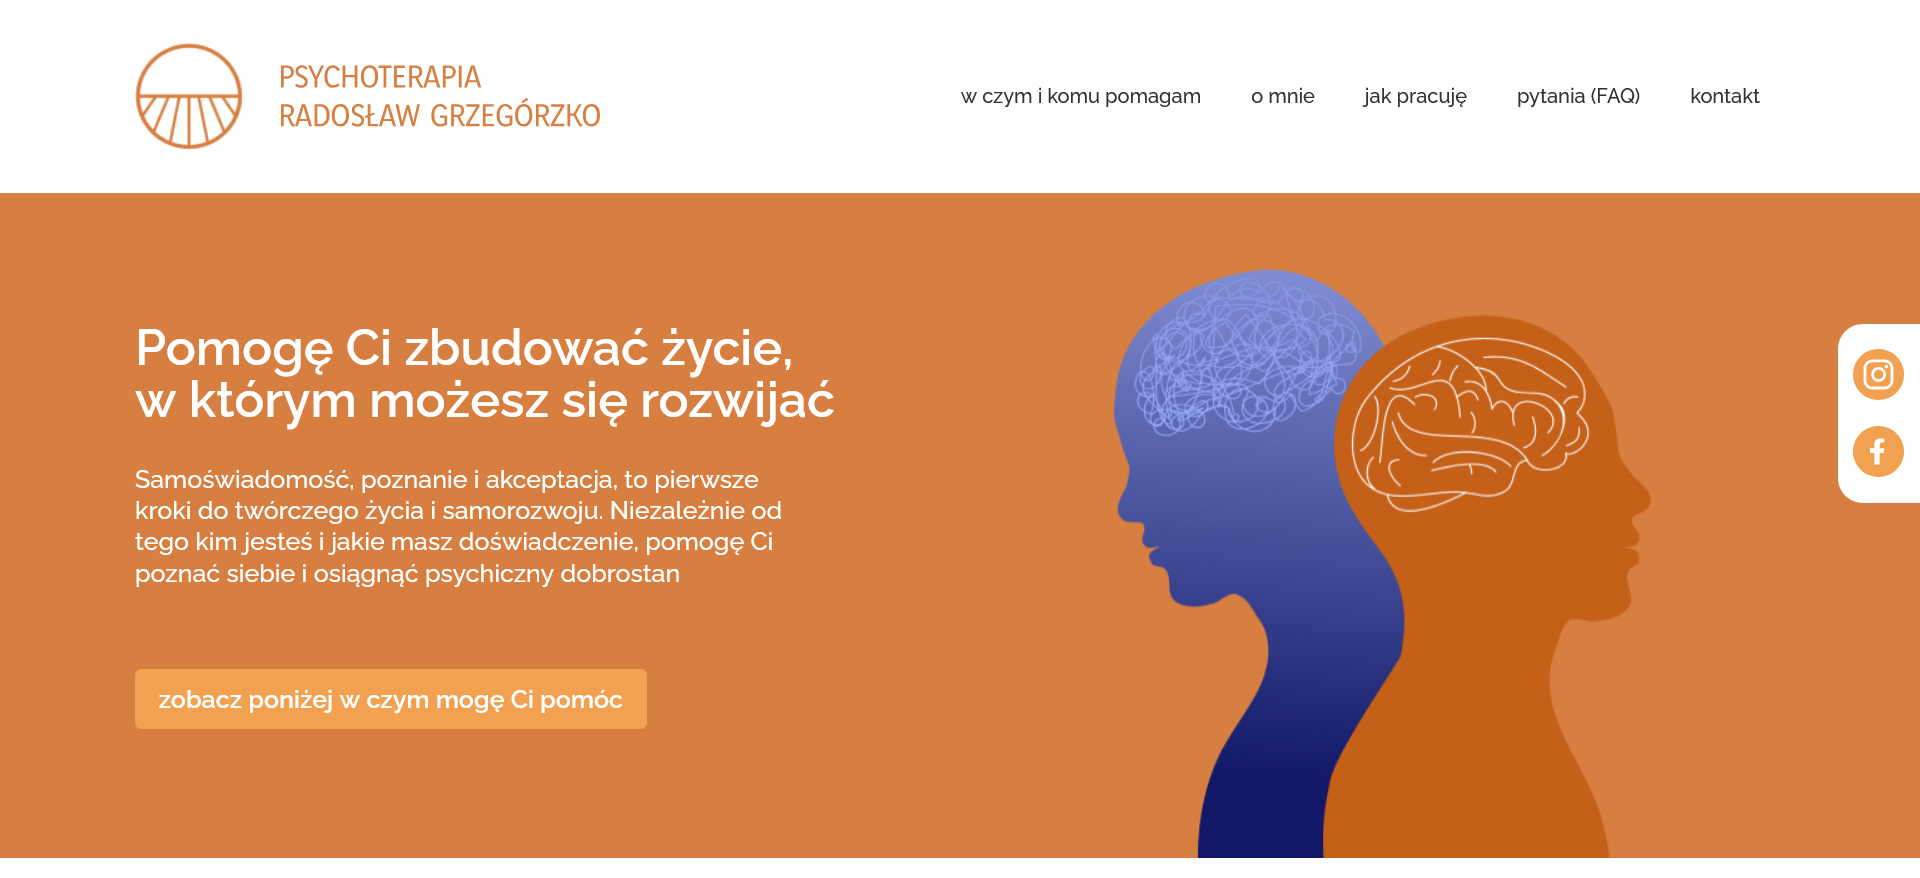 PSYCHOTERAPIA
RADOSŁAW GRZEGÓRZKO
w czym i komu pomagam
o mnie
jak pracuję
pytania (FAQ)
kontakt
Pomogę Ci zbudować życie,
w którym możesz się rozwijać
Samoświadomość, poznanie i akceptacja, to pierwsze
kroki do twórczego życia i samorozwoju. Niezależnie od
tego kim jesteś i jakie masz doświadczenie, pomogę Ci
poznać siebie i osiągnąć psychiczny dobrostan
zobacz poniżej w czym mogę Ci pomóc